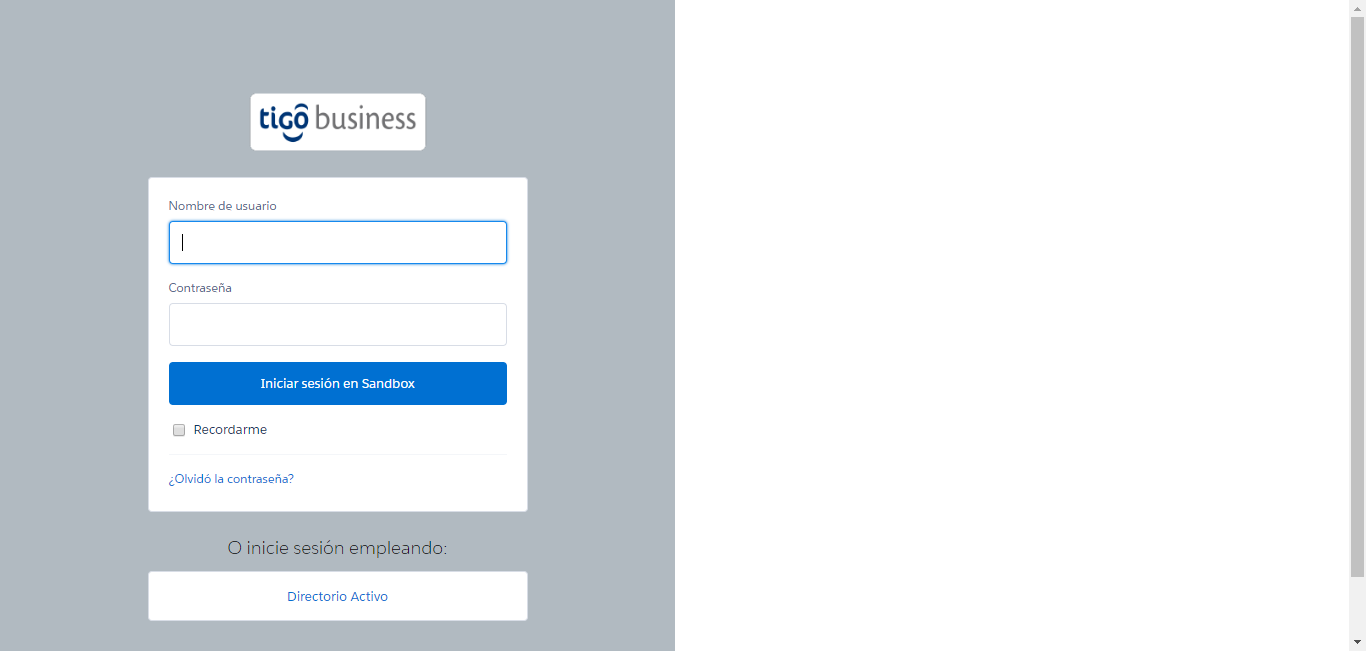 tigo business
Nombre de usuario
Contraseña
Iniciar sesión en Sandbox
Recordarme
¿Olvidó la contraseña?
O inicie sesión empleando:
Directorio Activo